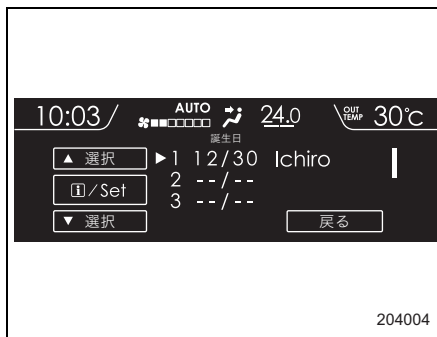 10:03 AUTO 24.0 OUT TEMP 30℃
誕生日
▲ 選択 ▶1 12/30 Ichiro
i/Set 2 --/--
3 --/--
▼ 選択 戻る
204004